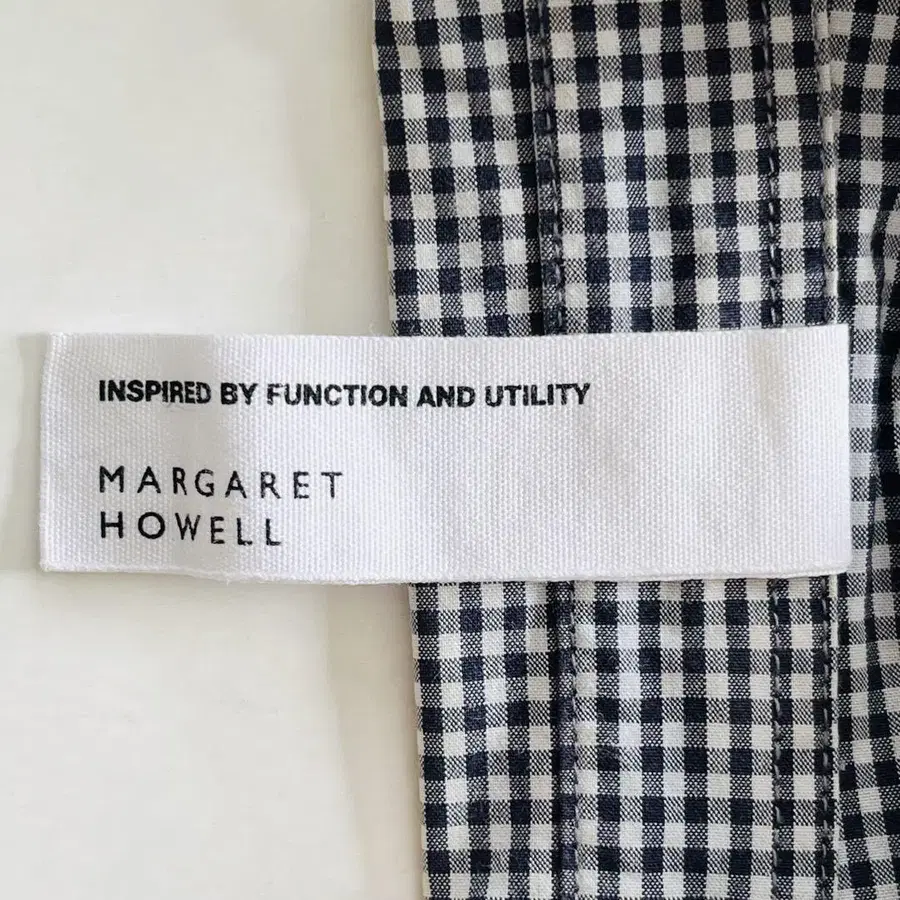 INSPIRED BY FUNCTION AND UTILITY
MARGARET
HOWELL